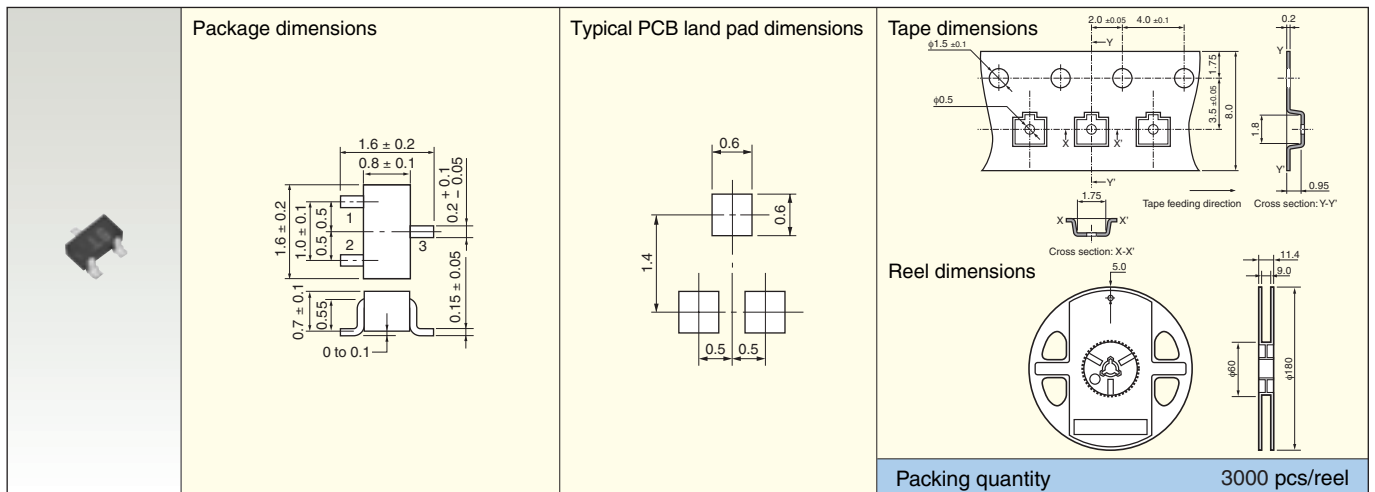 Package dimensions
1.6 ± 0.2
0.8 ± 0.1
1.6 ± 0.2
1.0 ± 0.1
0.5 0.5
1
2
3
0.2 + 0.1 − 0.05
0.7 ± 0.1
0.55
0.15 ± 0.05
0 to 0.1
Typical PCB land pad dimensions
0.6
0.6
1.4
0.5 0.5
Tape dimensions
2.0 ±0.05 4.0 ±0.1
0.2
φ1.5 ±0.1
Y
Y
1.75
3.5 ±0.05
8.0
φ0.5
X X'
1.8
Y'
Y'
0.95
1.75
Tape feeding direction
Cross section: Y-Y'
X X'
Cross section: X-X'
Reel dimensions
5.0
11.4
9.0
φ60
φ180
Packing quantity 3000 pcs/reel